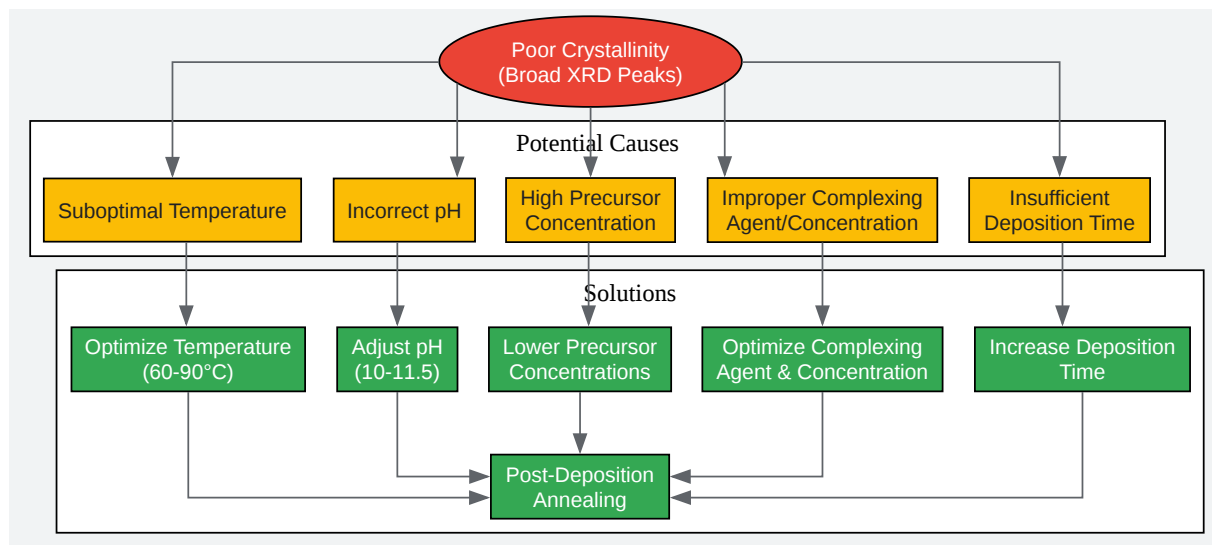 Poor Crystallinity
(Broad XRD Peaks)
Potential Causes
Suboptimal Temperature
Incorrect pH
High Precursor
Concentration
Improper Complexing
Agent/Concentration
Insufficient
Deposition Time
Solutions
Optimize Temperature
(60-90°C)
Adjust pH
(10-11.5)
Lower Precursor
Concentrations
Optimize Complexing
Agent & Concentration
Increase Deposition
Time
Post-Deposition
Annealing